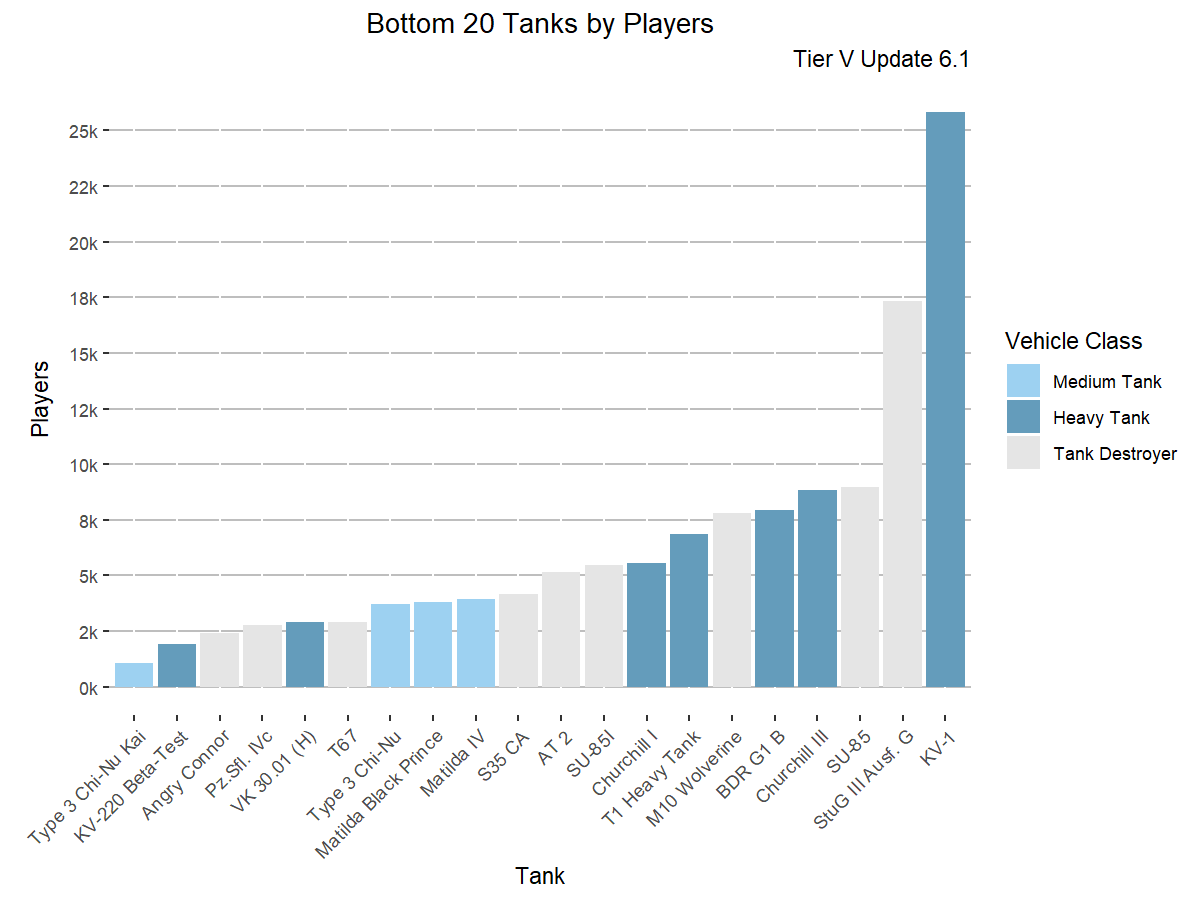 Bottom 20 Tanks by Players
Tier V Update 6.1
Players
25k
22k
20k
18k
15k
12k
10k
8k
5k
2k
0k
Type 3 Chi-Nu Kai
KV-220 Beta-Test
Angry Connor
Pz.Sfl. IVc
VK 30.01 (H)
T67
Type 3 Chi-Nu
Matilda Black Prince
Matilda IV
S35 CA
AT 2
SU-85I
Churchill I
T1 Heavy Tank
M10 Wolverine
BDR G1 B
Churchill III
SU-85
StuG III Ausf. G
KV-1
Tank
Vehicle Class
Medium Tank
Heavy Tank
Tank Destroyer